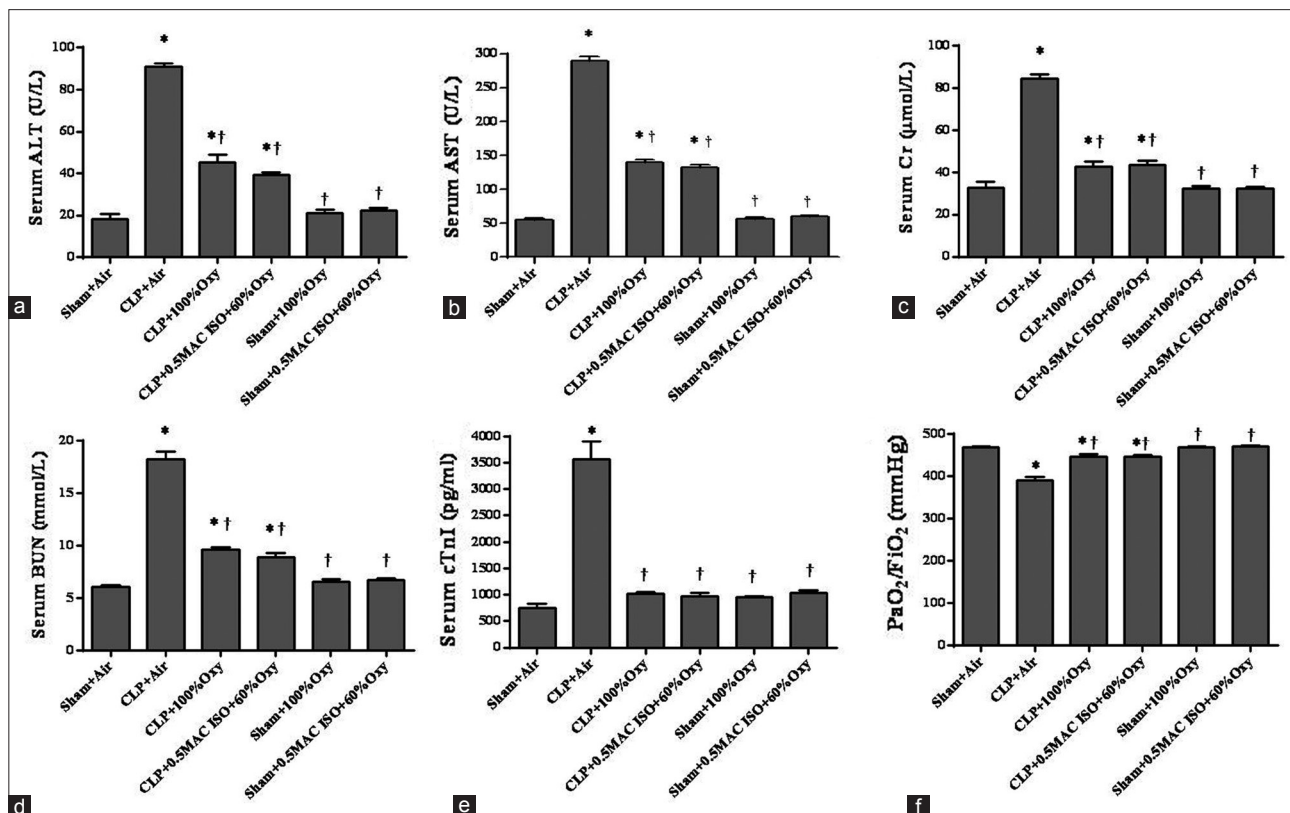 Serum ALT (U/L)
100
80
60
40
20
0
*
*†
*†
†
†
Sham+Air
CLP+Air
CLP+100%Oxy
CLP+0.5MAC ISO+60%Oxy
Sham+100%Oxy
Sham+0.5MAC ISO+60%Oxy
a
Serum AST (U/L)
300
250
200
150
100
50
0
*
*†
*†
†
†
Sham+Air
CLP+Air
CLP+100%Oxy
CLP+0.5MAC ISO+60%Oxy
Sham+100%Oxy
Sham+0.5MAC ISO+60%Oxy
b
Serum Cr (μmol/L)
100
80
60
40
20
0
*
*†
*†
†
†
Sham+Air
CLP+Air
CLP+100%Oxy
CLP+0.5MAC ISO+60%Oxy
Sham+100%Oxy
Sham+0.5MAC ISO+60%Oxy
c
Serum BUN (mmol/L)
20
15
10
5
0
*
*†
*†
†
†
Sham+Air
CLP+Air
CLP+100%Oxy
CLP+0.5MAC ISO+60%Oxy
Sham+100%Oxy
Sham+0.5MAC ISO+60%Oxy
d
Serum cTnI (pg/ml)
4000
3500
3000
2500
2000
1500
1000
500
0
*
†
†
†
†
Sham+Air
CLP+Air
CLP+100%Oxy
CLP+0.5MAC ISO+60%Oxy
Sham+100%Oxy
Sham+0.5MAC ISO+60%Oxy
e
PaO₂/FiO₂ (mmHg)
500
400
300
200
100
0
*
*†
*†
†
†
Sham+Air
CLP+Air
CLP+100%Oxy
CLP+0.5MAC ISO+60%Oxy
Sham+100%Oxy
Sham+0.5MAC ISO+60%Oxy
f